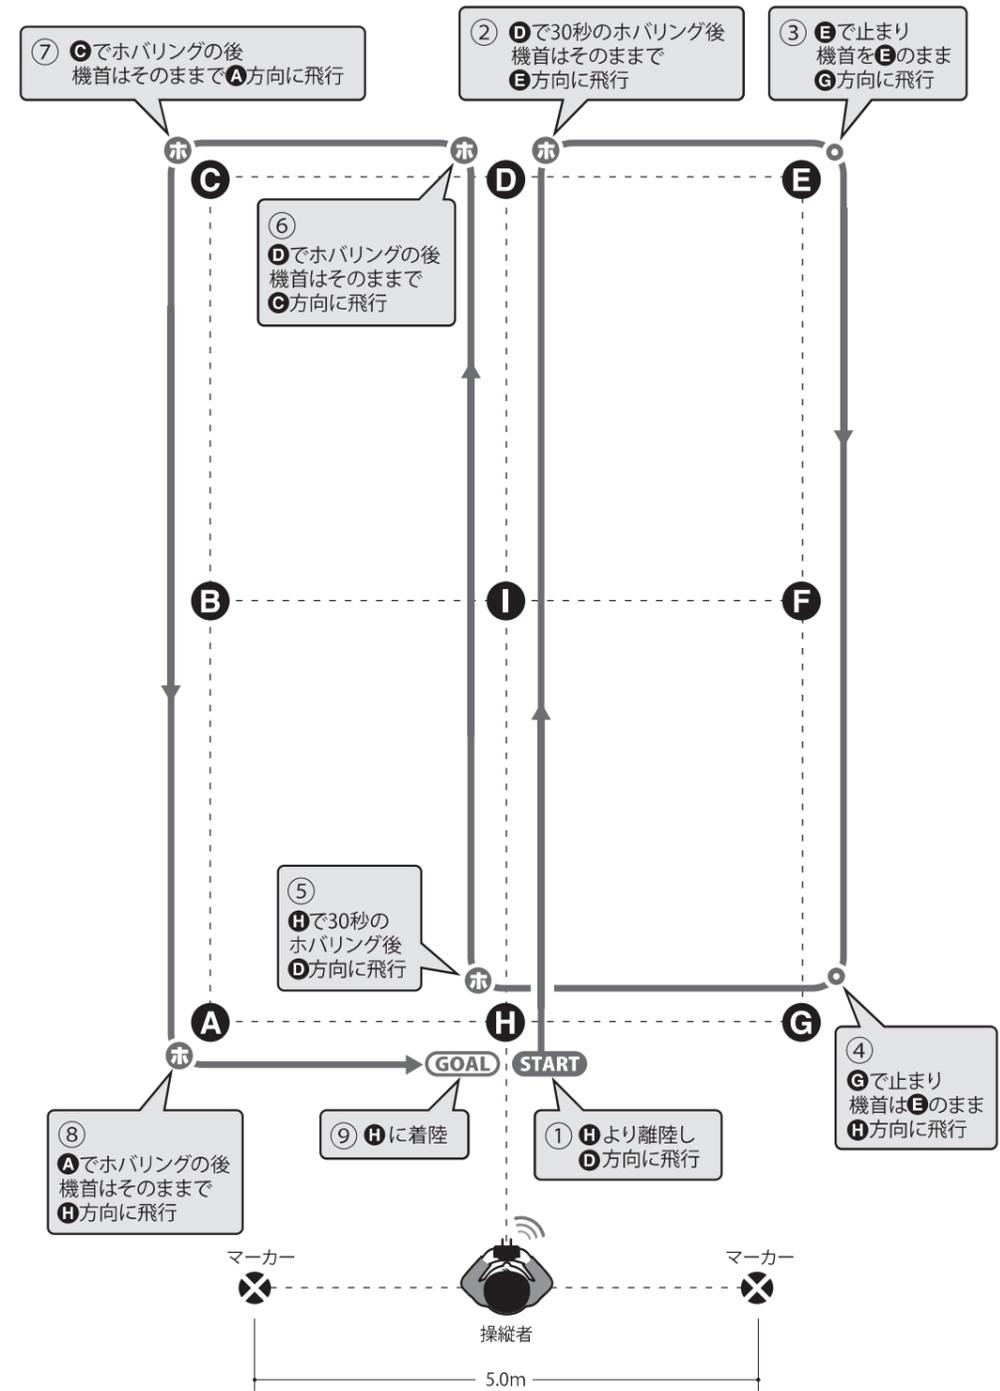 ⑦ Cでホバリングの後
機首はそのままでA方向に飛行
② Dで30秒のホバリング後
機首はそのままで
E方向に飛行
③ Eで止まり
機首をEのまま
G方向に飛行
ホ
ホ
ホ
C
D
E
⑥
Dでホバリングの後
機首はそのままで
C方向に飛行
B
I
F
⑤
Hで30秒の
ホバリング後
D方向に飛行
ホ
A
H
G
ホ
GOAL
START
④
Gで止まり
機首はEのまま
H方向に飛行
⑧
Aでホバリングの後
機首はそのままで
H方向に飛行
⑨ Hに着陸
① Hより離陸し
D方向に飛行
マーカー
マーカー
操縦者
5.0m